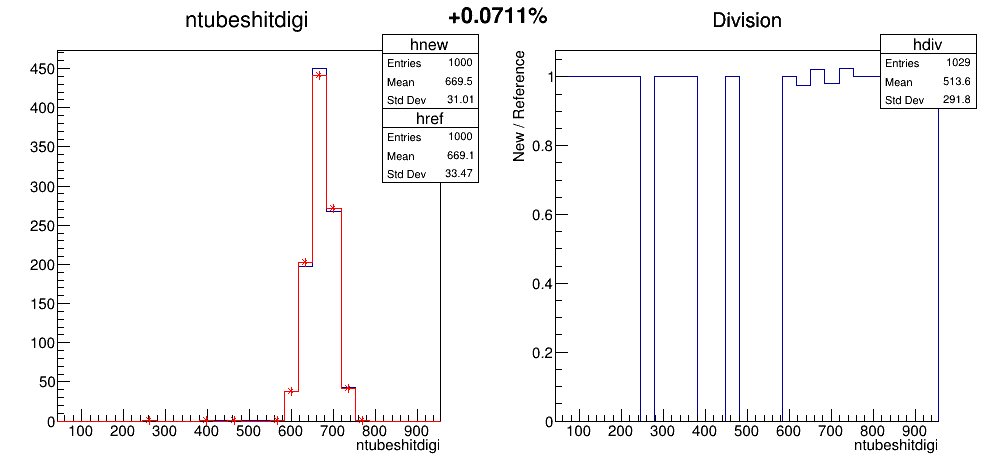 +0.0711%
ntubeshitdigi
hnew
Entries 1000
Mean 669.5
Std Dev 31.01
href
Entries 1000
Mean 669.1
Std Dev 33.47
450
400
350
300
250
200
150
100
50
0
100 200 300 400 500 600 700 800 900
ntubeshitdigi
Division
hdiv
Entries 1029
Mean 513.6
Std Dev 291.8
New / Reference
1
0.8
0.6
0.4
0.2
0
100 200 300 400 500 600 700 800 900
ntubeshitdigi